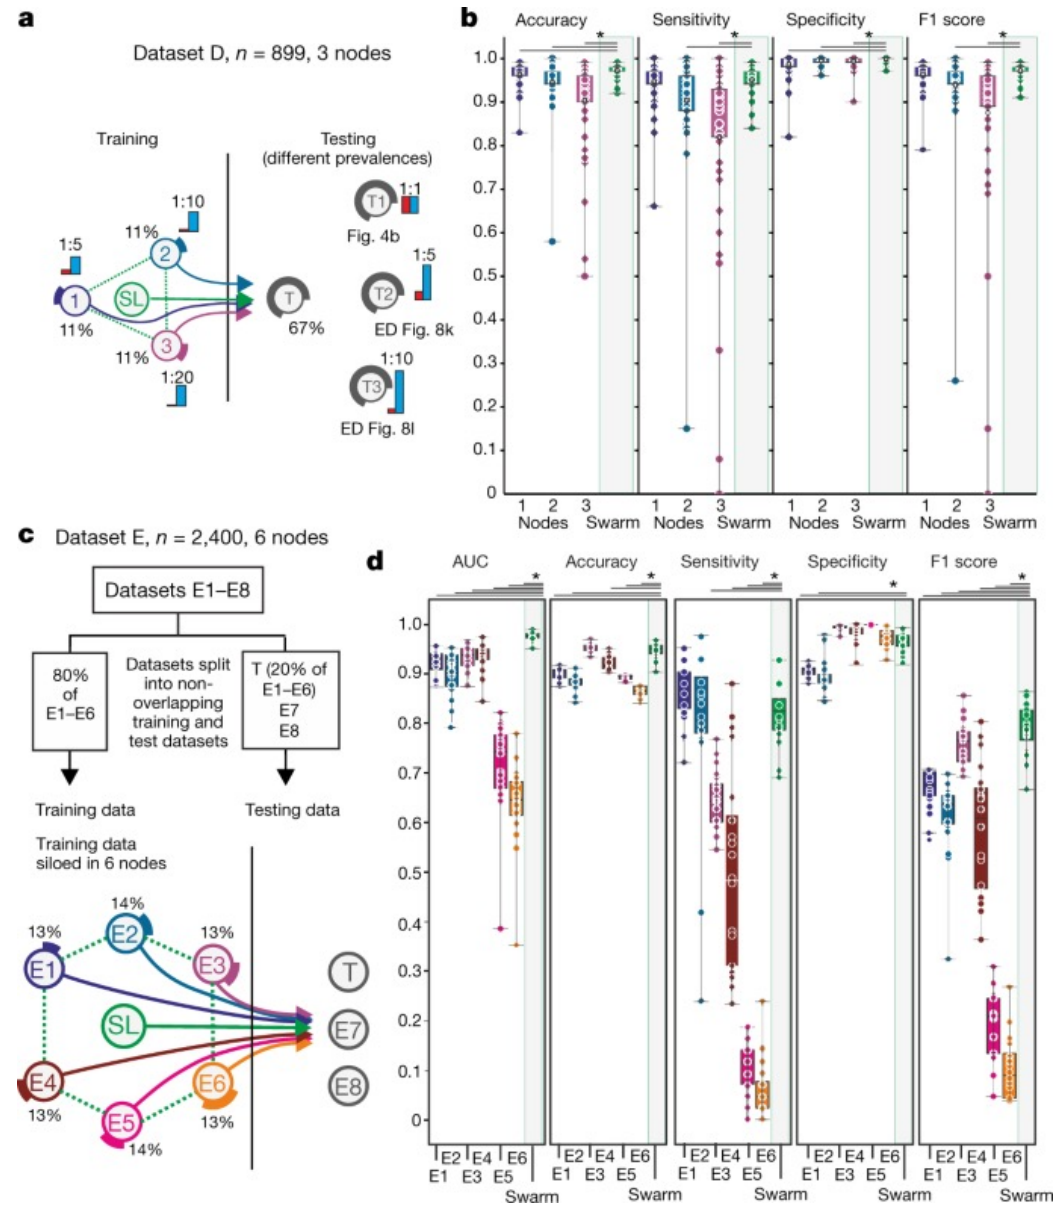 a
Dataset D, n = 899, 3 nodes
Training
Testing
(different prevalences)
1:10
11%
2
1:5
1
11%
SL
11%
3
1:20
T
67%
T1
1:1
Fig. 4b
1:5
T2
ED Fig. 8k
1:10
T3
ED Fig. 8l
b
Accuracy Sensitivity Specificity F1 score
* * * *
1.0
0.9
0.8
0.7
0.6
0.5
0.4
0.3
0.2
0.1
0
1 2 3 1 2 3 1 2 3 1 2 3
Nodes Swarm Nodes Swarm Nodes Swarm Nodes Swarm
c
Dataset E, n = 2,400, 6 nodes
Datasets E1–E8
80%
of
E1–E6
Datasets split
into non-
overlapping
training and
test datasets
T (20% of
E1–E6)
E7
E8
Training data
Testing data
Training data
siloed in 6 nodes
14%
13%
E2
13%
E1
E3
SL
E4
13%
E5
14%
E6
13%
T
E7
E8
d
AUC Accuracy Sensitivity Specificity F1 score
* * * * *
1.0
0.9
0.8
0.7
0.6
0.5
0.4
0.3
0.2
0.1
0
E2 E4 E6 E2 E4 E6 E2 E4 E6 E2 E4 E6 E2 E4 E6
E1 E3 E5 E1 E3 E5 E1 E3 E5 E1 E3 E5 E1 E3 E5
Swarm Swarm Swarm Swarm Swarm